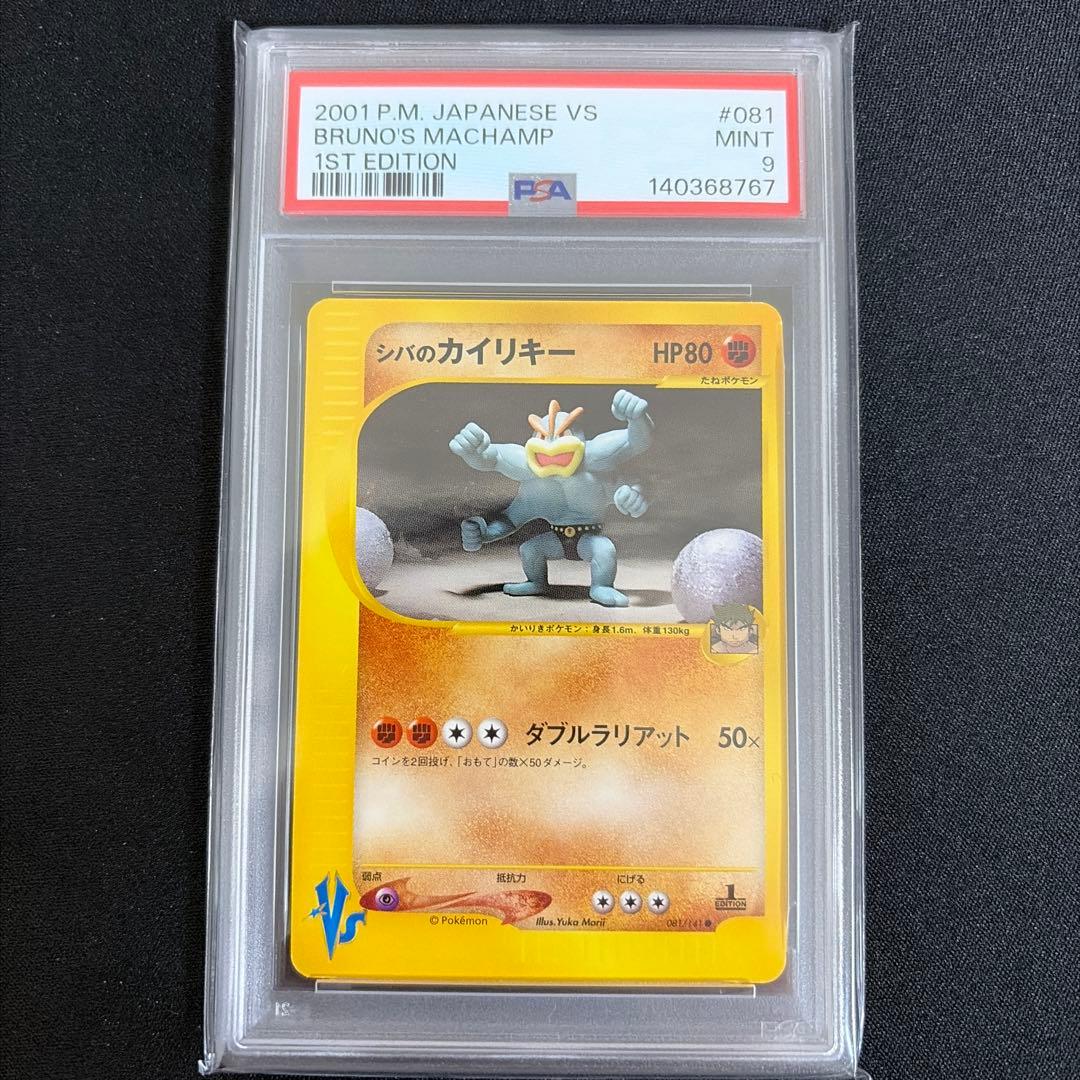 2001 P.M. JAPANESE VS #081
BRUNO'S MACHAMP MINT
1ST EDITION 9
PSA 140368767
シバのカイリキー HP80
たねポケモン
かいりきポケモン：身長1.6m、体重130kg
ダブルラリアット 50×
コインを2回投げ、「おもて」の数×50ダメージ。
弱点 抵抗力 にげる
1
EDITION
VS
© Pokémon Illus.Yuka Morii 081/141